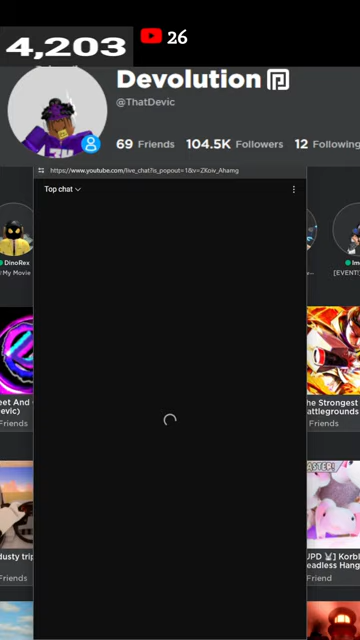 4,203
26
Devolution
@ThatDevic
69 Friends 104.5K Followers 12 Following
https://www.youtube.com/live_chat?is_popout=1&v=ZKoiv_Ahamg
Top chat
DinoRex
My Movie
[EVENT!]
eet And
evic)
Friends
he Strongest
attlegrounds
Friends
ASTER!
dusty trip
Friends
UPD ] Korbl
eadless Hang
Friend